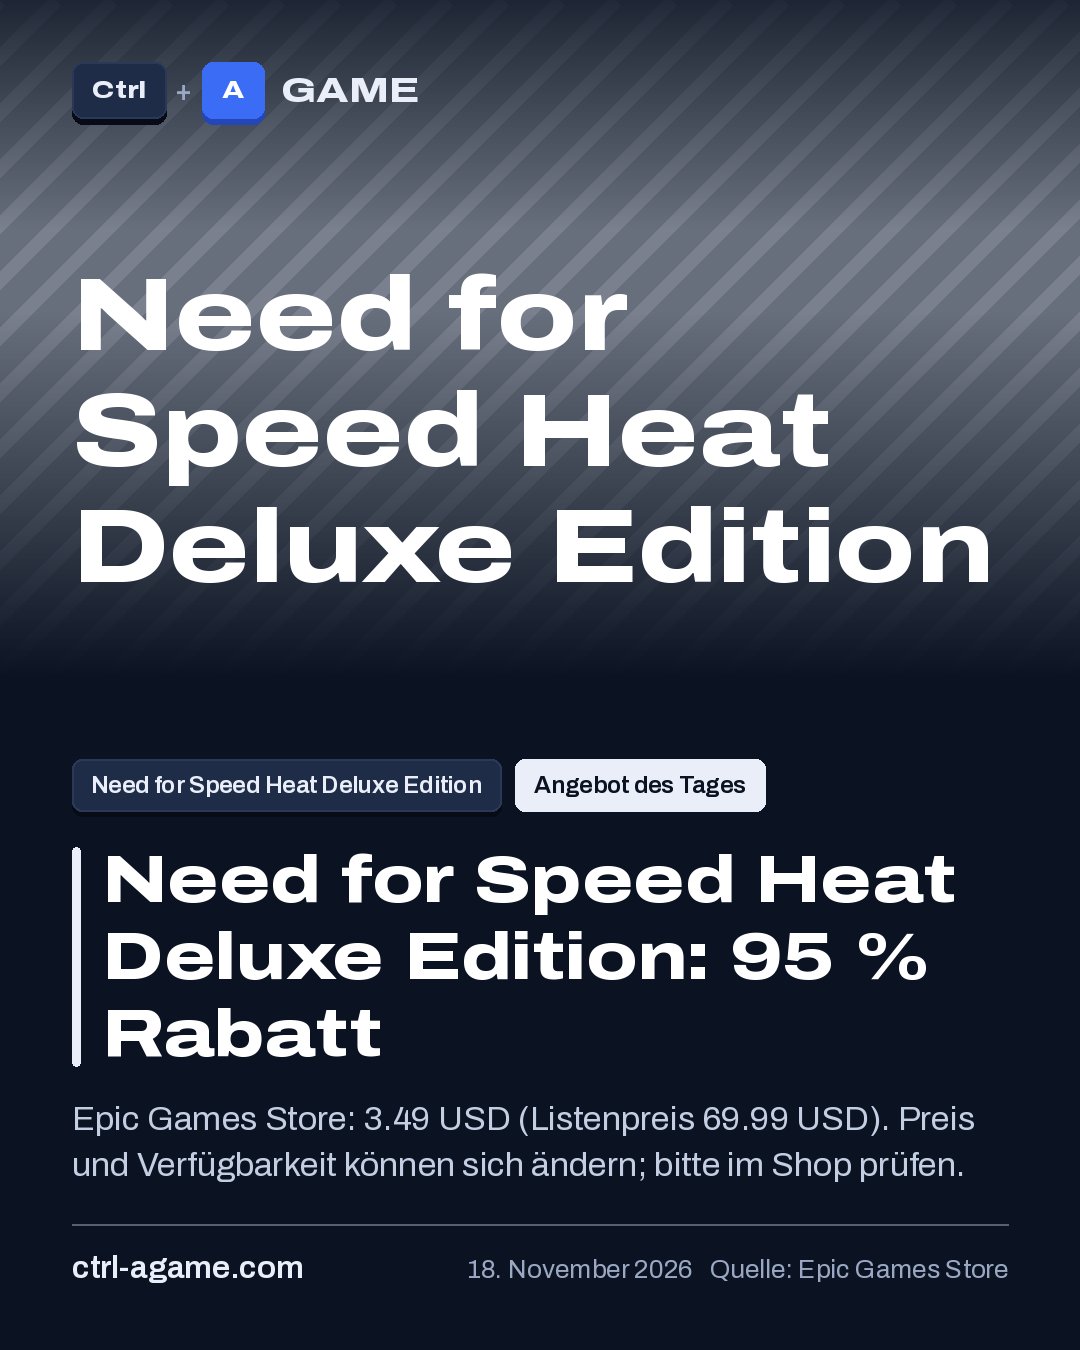 Ctrl + A GAME
Need for
Speed Heat
Deluxe Edition
Need for Speed Heat Deluxe Edition Angebot des Tages
Need for Speed Heat
Deluxe Edition: 95 %
Rabatt
Epic Games Store: 3.49 USD (Listenpreis 69.99 USD). Preis
und Verfügbarkeit können sich ändern; bitte im Shop prüfen.
ctrl-agame.com 18. November 2026 Quelle: Epic Games Store